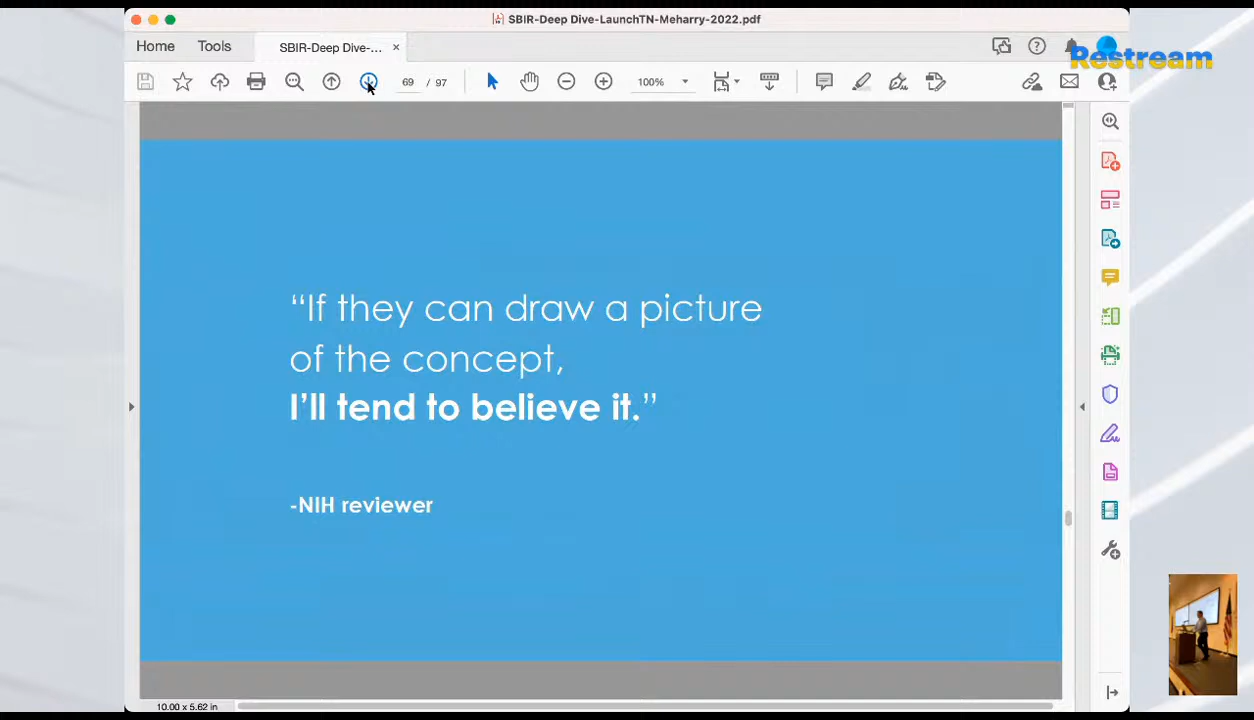 SBIR-Deep Dive-LaunchTN-Meharry-2022.pdf
Home Tools SBIR-Deep Dive-... ×
Restream
69 / 97 100%
“If they can draw a picture
of the concept,
I’ll tend to believe it.”
-NIH reviewer
10.00 x 5.62 in